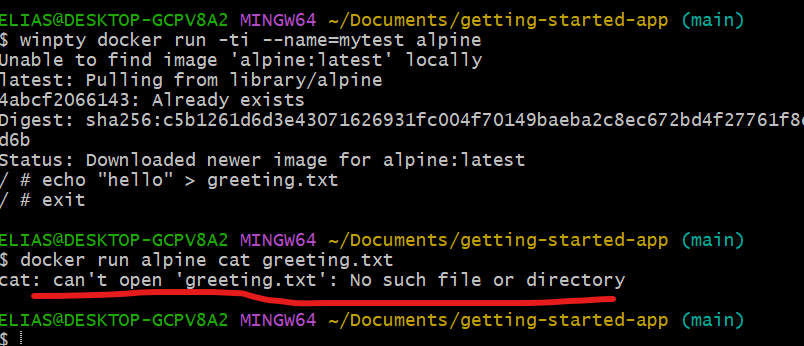 ELIAS@DESKTOP-GCPV8A2 MINGW64 ~/Documents/getting-started-app (main)
$ winpty docker run -ti --name=mytest alpine
Unable to find image 'alpine:latest' locally
latest: Pulling from library/alpine
4abcf2066143: Already exists
Digest: sha256:c5b1261d6d3e43071626931fc004f70149baeba2c8ec672bd4f27761f8e
d6b
Status: Downloaded newer image for alpine:latest
/ # echo "hello" > greeting.txt
/ # exit
ELIAS@DESKTOP-GCPV8A2 MINGW64 ~/Documents/getting-started-app (main)
$ docker run alpine cat greeting.txt
cat: can't open 'greeting.txt': No such file or directory
ELIAS@DESKTOP-GCPV8A2 MINGW64 ~/Documents/getting-started-app (main)
$